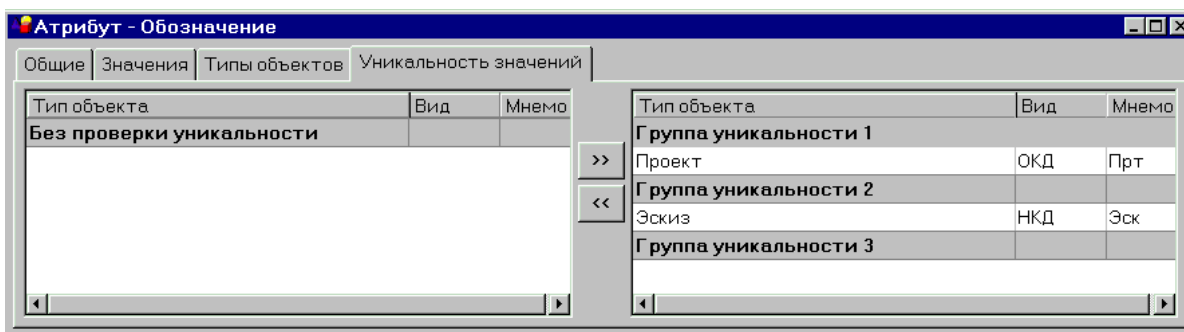 Атрибут - Обозначение
Общие Значения Типы объектов Уникальность значений
Тип объекта Вид Мнемо
Без проверки уникальности
>>
<<
Тип объекта Вид Мнемо
Группа уникальности 1
Проект ОКД Прт
Группа уникальности 2
Эскиз НКД Эск
Группа уникальности 3